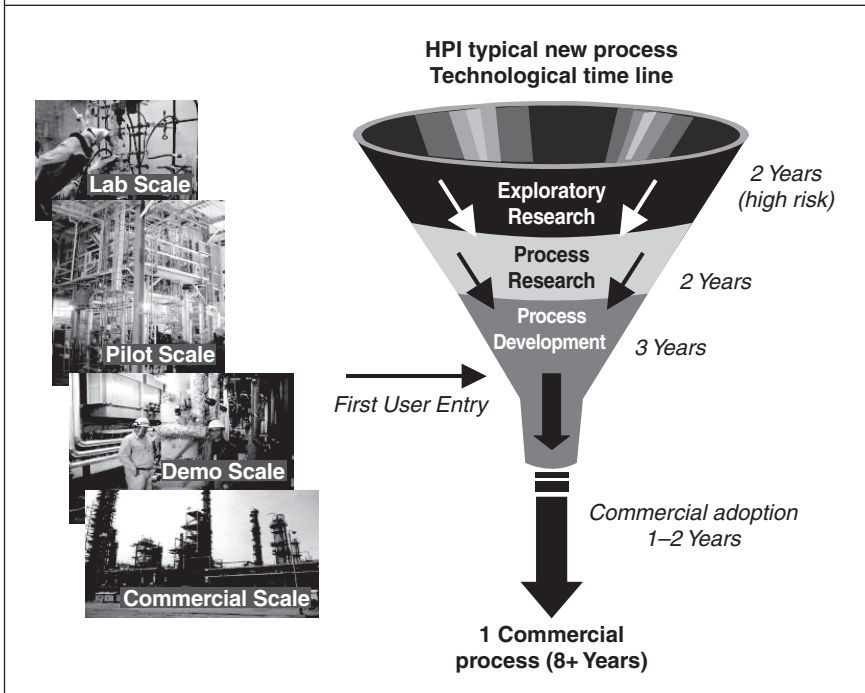 HPI typical new process
Technological time line
Lab Scale
Pilot Scale
Demo Scale
Commercial Scale
Exploratory
Research
2 Years
(high risk)
Process
Research
2 Years
Process
Development
3 Years
First User Entry
Commercial adoption
1–2 Years
1 Commercial
process (8+ Years)